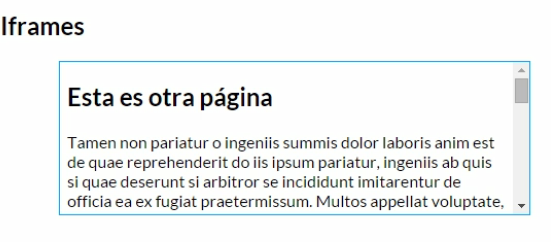 Iframes
Esta es otra página
Tamen non pariatur o ingeniis summis dolor laboris anim est
de quae reprehenderit do iis ipsum pariatur, ingeniis ab quis
si quae deserunt si arbitror se incididunt imitarentur de
officia ea ex fugiat praetermissum. Multos appellat voluptate,